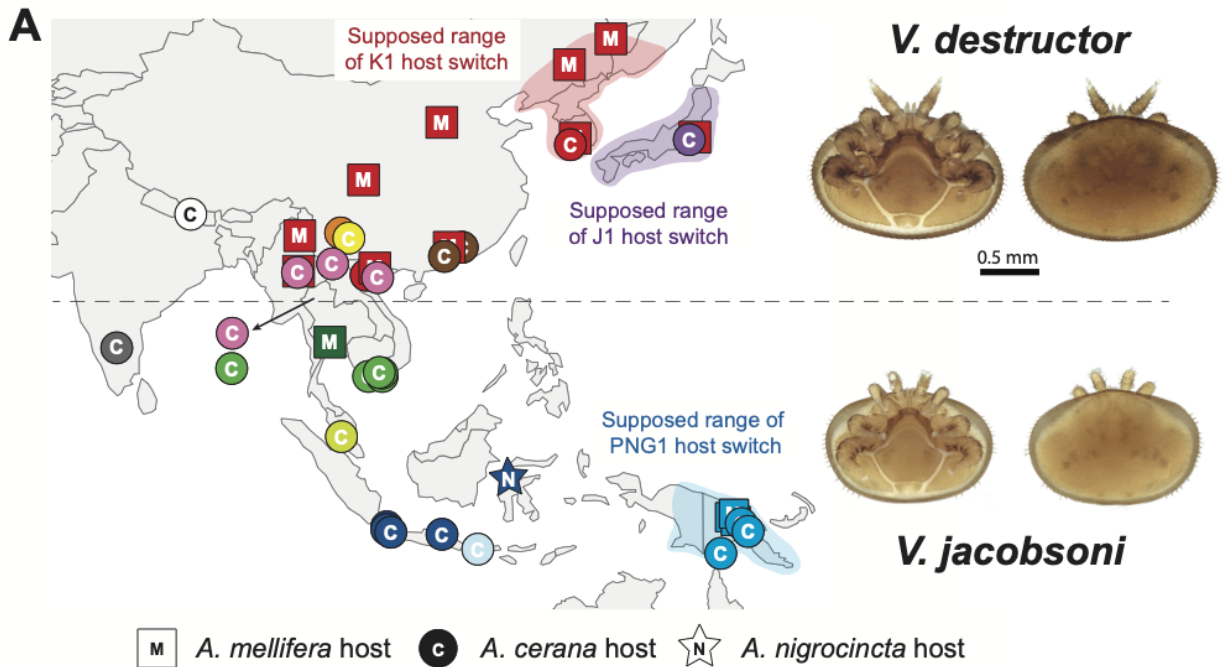 A
Supposed range
of K1 host switch
V. destructor
M
M
M
C
C
M
C
Supposed range
of J1 host switch
M
C
M
C
C
C
C
C
0.5 mm
C
C
C
M
C
C
Supposed range of
PNG1 host switch
N
C
C
C
C
C
V. jacobsoni
M A. mellifera host
C A. cerana host
N A. nigrocincta host